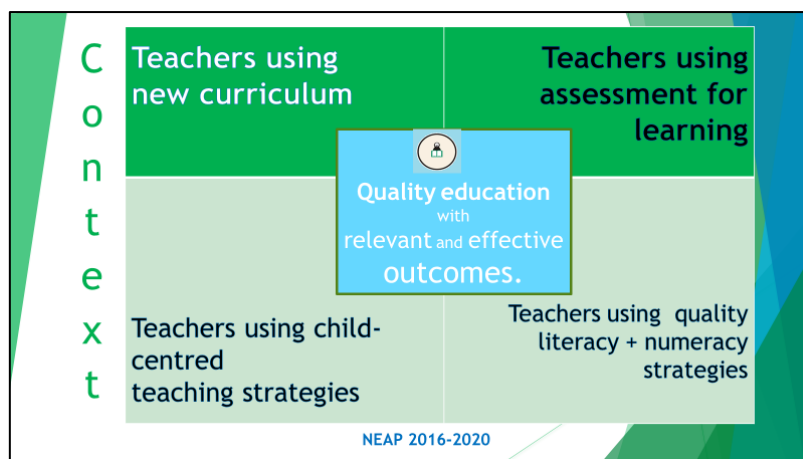 Context
Teachers using
new curriculum
Teachers using
assessment for
learning
Quality education
with
relevant and effective
outcomes.
Teachers using child-
centred
teaching strategies
Teachers using quality
literacy + numeracy
strategies
NEAP 2016-2020